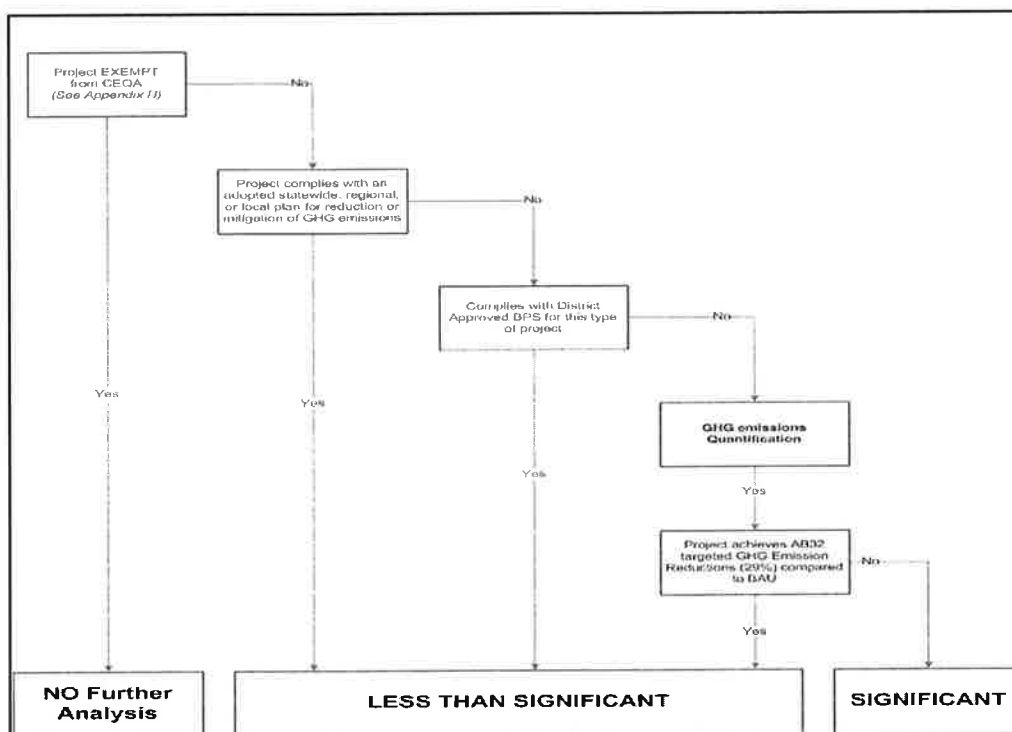 Project EXEMPT
from CEQA
(See Appendix H)
No
Project complies with an
adopted statewide, regional,
or local plan for reduction or
mitigation of GHG emissions
No
Complies with District
Approved BPS for this type
of project
No
Yes
Yes
Yes
GHG emissions
Quantification
Yes
Project achieves AB32
targeted GHG Emission
Reductions (29%) compared
to BAU
No
Yes
NO Further
Analysis
LESS THAN SIGNIFICANT
SIGNIFICANT